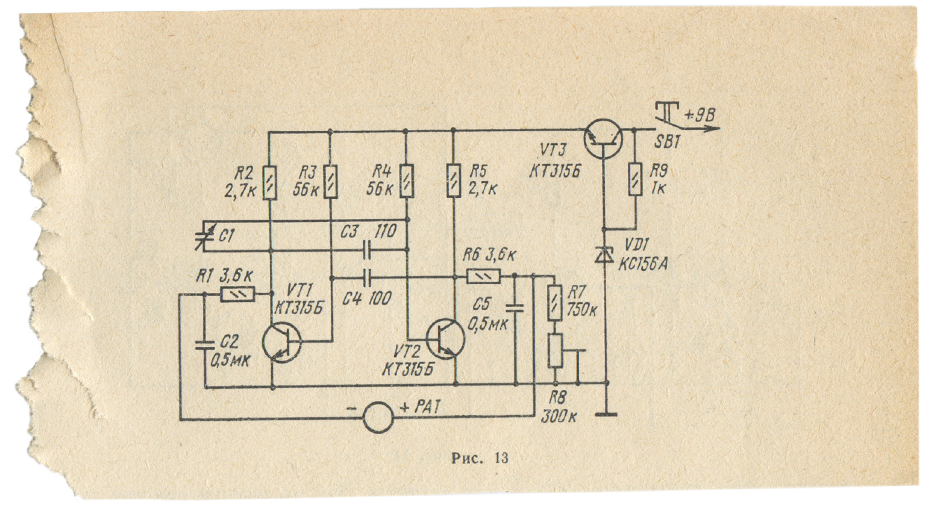 +9В
SB1
VT3
КТ315Б
R2
2,7к
R3
56к
R4
56к
R5
2,7к
R9
1к
C1
C3 110
VD1
КС156А
R6 3,6к
R1 3,6к
VT1
КТ315Б
C4 100
C5
0,5мк
R7
750к
C2
0,5мк
VT2
КТ315Б
R8
300к
− + РА1
Рис. 13